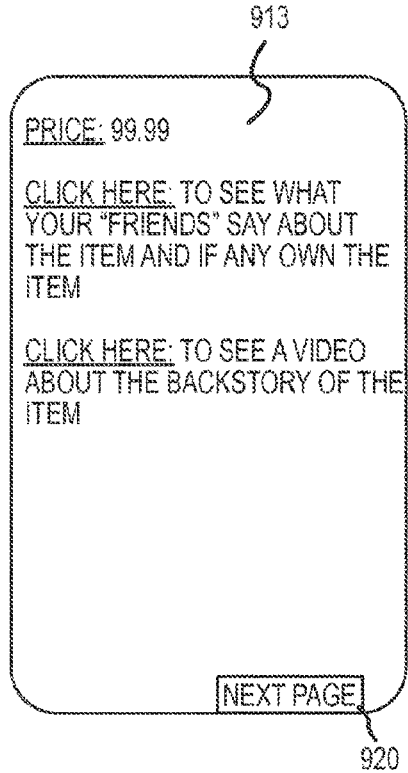 913
PRICE: 99.99
CLICK HERE: TO SEE WHAT
YOUR "FRIENDS" SAY ABOUT
THE ITEM AND IF ANY OWN THE
ITEM
CLICK HERE: TO SEE A VIDEO
ABOUT THE BACKSTORY OF THE
ITEM
NEXT PAGE
920